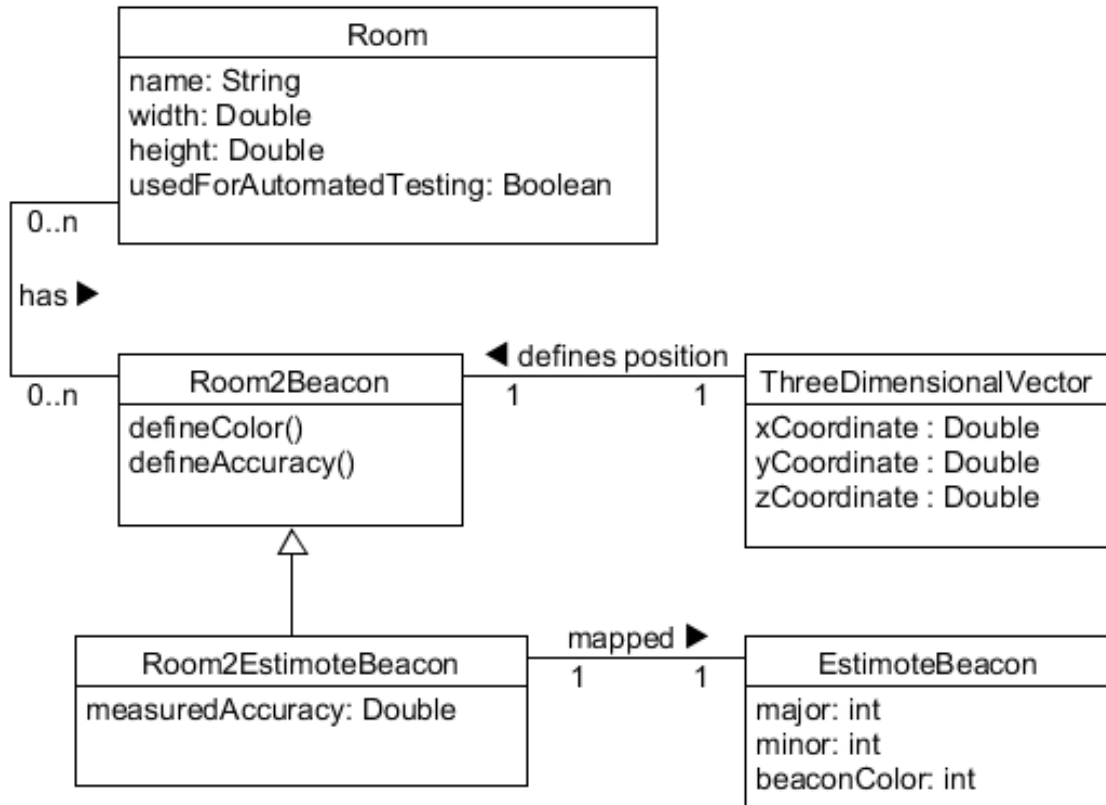 Room
name: String
width: Double
height: Double
usedForAutomatedTesting: Boolean
0..n
has ▶
0..n
Room2Beacon
defineColor()
defineAccuracy()
◀ defines position
1 1
ThreeDimensionalVector
xCoordinate : Double
yCoordinate : Double
zCoordinate : Double
Room2EstimoteBeacon
measuredAccuracy: Double
mapped ▶
1 1
EstimoteBeacon
major: int
minor: int
beaconColor: int